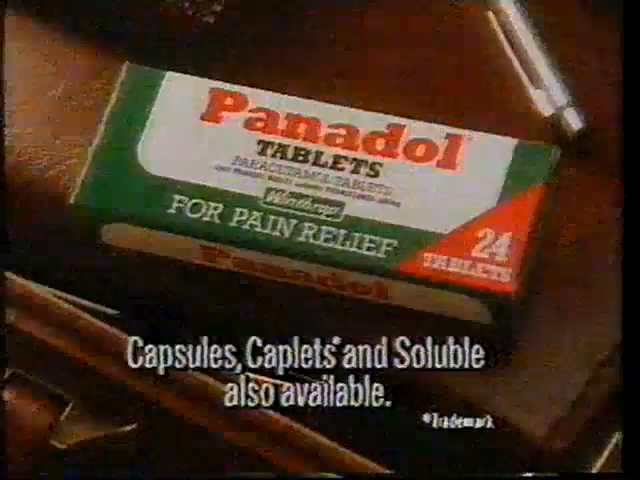 Panadol
TABLETS
PARACETAMOL TABLETS
Winthrop
FOR PAIN RELIEF
24
TABLETS
Panadol
Capsules, Caplets* and Soluble
also available.
*Trademark